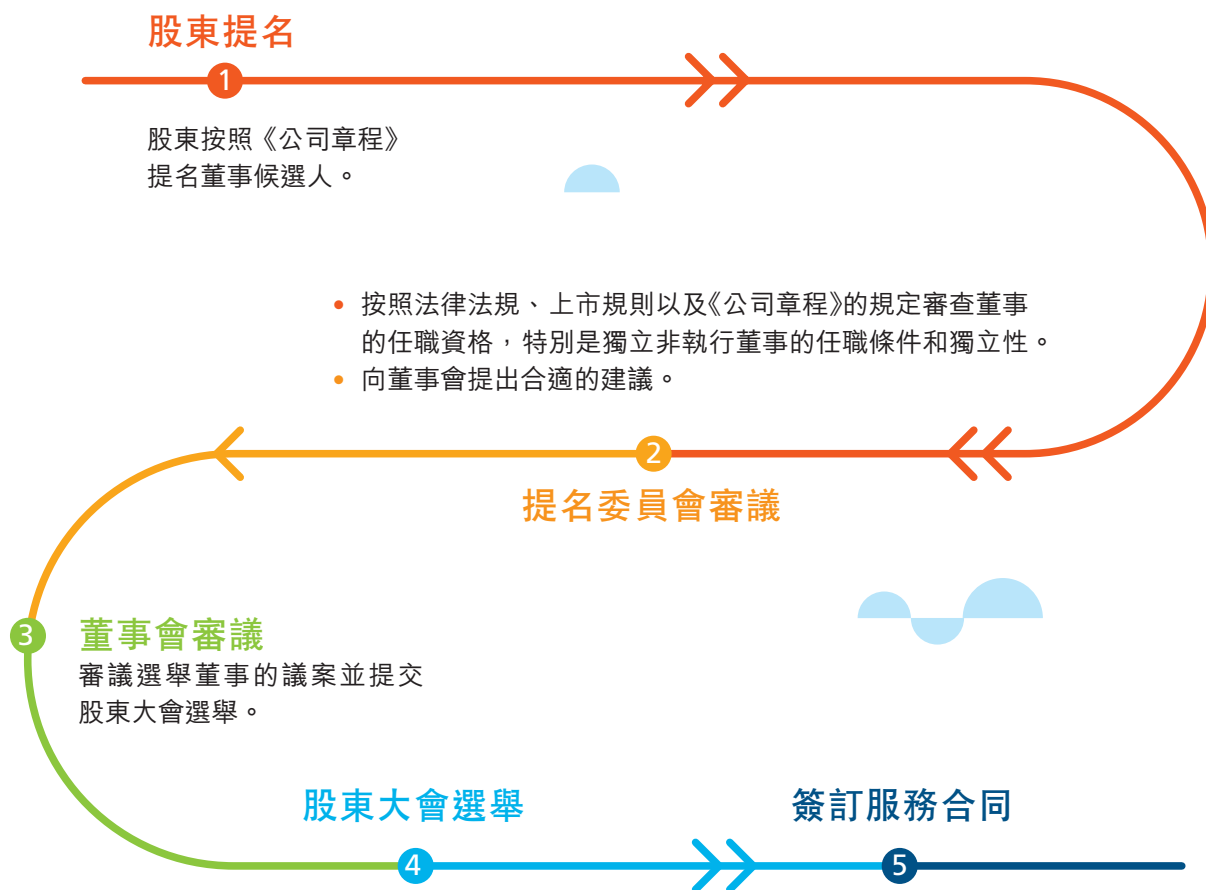 股東提名
1
股東按照《公司章程》
提名董事候選人。
• 按照法律法規、上市規則以及《公司章程》的規定審查董事
的任職資格，特別是獨立非執行董事的任職條件和獨立性。
• 向董事會提出合適的建議。
2
提名委員會審議
3
董事會審議
審議選舉董事的議案並提交
股東大會選舉。
股東大會選舉
4
簽訂服務合同
5